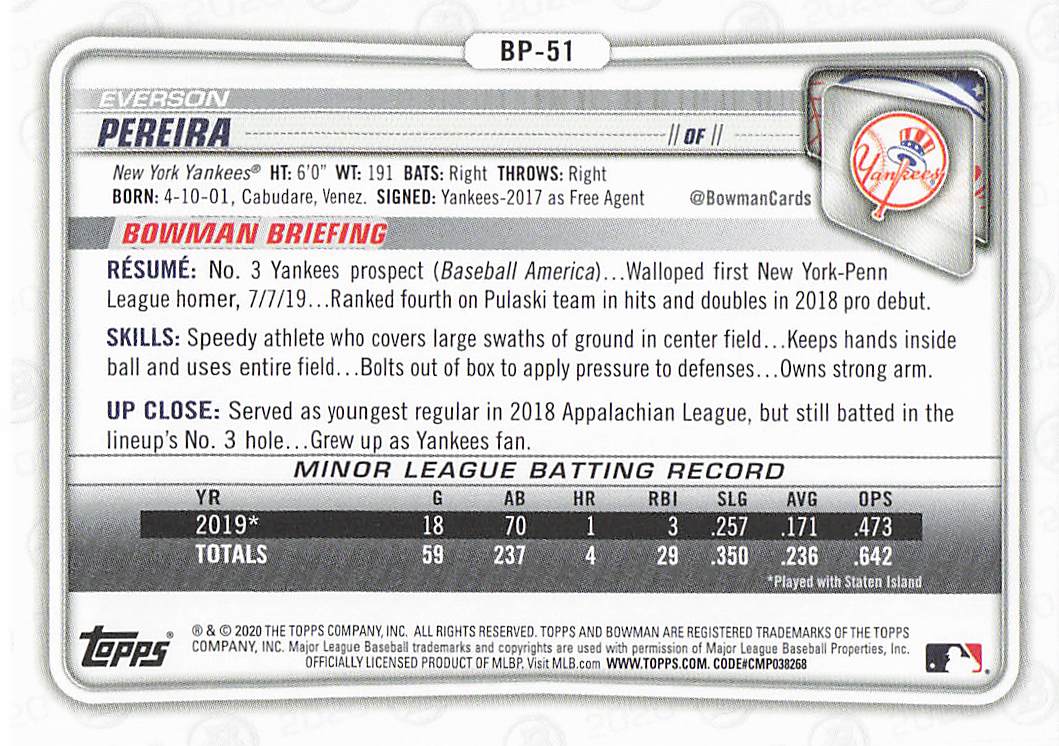 BP-51
EVERSON
PEREIRA // OF //
New York Yankees® HT: 6'0" WT: 191 BATS: Right THROWS: Right
BORN: 4-10-01, Cabudare, Venez. SIGNED: Yankees-2017 as Free Agent @BowmanCards
Yankees
BOWMAN BRIEFING
RÉSUMÉ: No. 3 Yankees prospect (Baseball America)...Walloped first New York-Penn
League homer, 7/7/19...Ranked fourth on Pulaski team in hits and doubles in 2018 pro debut.
SKILLS: Speedy athlete who covers large swaths of ground in center field...Keeps hands inside
ball and uses entire field...Bolts out of box to apply pressure to defenses...Owns strong arm.
UP CLOSE: Served as youngest regular in 2018 Appalachian League, but still batted in the
lineup's No. 3 hole...Grew up as Yankees fan.
MINOR LEAGUE BATTING RECORD
YR G AB HR RBI SLG AVG OPS
2019* 18 70 1 3 .257 .171 .473
TOTALS 59 237 4 29 .350 .236 .642
*Played with Staten Island
Topps®
® & © 2020 THE TOPPS COMPANY, INC. ALL RIGHTS RESERVED. TOPPS AND BOWMAN ARE REGISTERED TRADEMARKS OF THE TOPPS
COMPANY, INC. Major League Baseball trademarks and copyrights are used with permission of Major League Baseball Properties, Inc.
OFFICIALLY LICENSED PRODUCT OF MLBP. Visit MLB.com WWW.TOPPS.COM. CODE#CMP038268